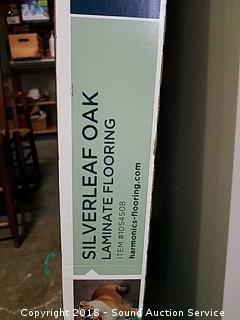 SILVERLEAF OAK
LAMINATE FLOORING
ITEM #1054508
harmonics-flooring.com
Copyright 2018 - Sound Auction Service